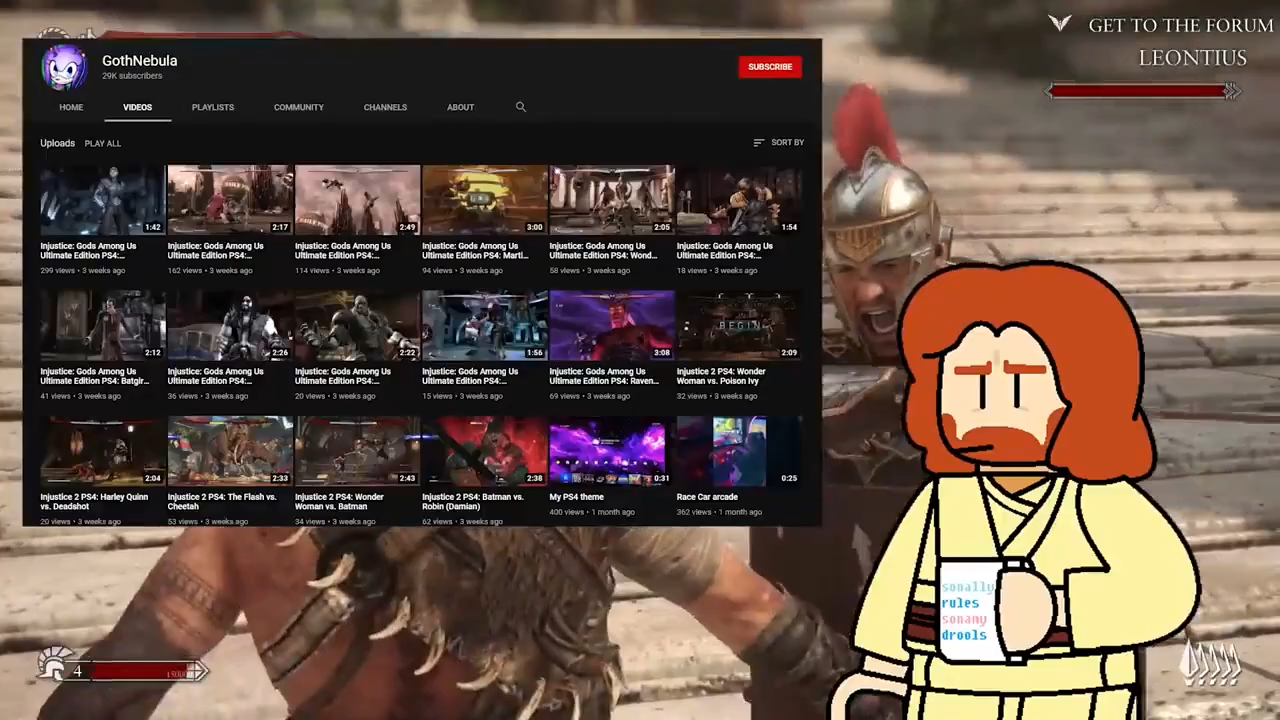 GET TO THE FORUM
LEONTIUS
GothNebula
29K subscribers
SUBSCRIBE
HOME VIDEOS PLAYLISTS COMMUNITY CHANNELS ABOUT
Uploads PLAY ALL SORT BY
1:42 2:17 2:49 3:00 2:05 1:54
Injustice: Gods Among Us Injustice: Gods Among Us Injustice: Gods Among Us Injustice: Gods Among Us Injustice: Gods Among Us Injustice: Gods Among Us
Ultimate Edition PS4:... Ultimate Edition PS4:... Ultimate Edition PS4:... Ultimate Edition PS4: Marti... Ultimate Edition PS4: Wond... Ultimate Edition PS4:...
299 views • 3 weeks ago 162 views • 3 weeks ago 114 views • 3 weeks ago 94 views • 3 weeks ago 58 views • 3 weeks ago 18 views • 3 weeks ago
BEGIN
2:12 2:26 2:22 1:56 3:08 2:09
Injustice: Gods Among Us Injustice: Gods Among Us Injustice: Gods Among Us Injustice: Gods Among Us Injustice: Gods Among Us Injustice 2 PS4: Wonder
Ultimate Edition PS4: Batgir... Ultimate Edition PS4:... Ultimate Edition PS4:... Ultimate Edition PS4:... Ultimate Edition PS4: Raven... Woman vs. Poison Ivy
41 views • 3 weeks ago 36 views • 3 weeks ago 20 views • 3 weeks ago 15 views • 3 weeks ago 69 views • 3 weeks ago 32 views • 3 weeks ago
2:04 2:33 2:43 2:38 0:31 0:25
Injustice 2 PS4: Harley Quinn Injustice 2 PS4: The Flash vs. Injustice 2 PS4: Wonder Injustice 2 PS4: Batman vs. My PS4 theme Race Car arcade
vs. Deadshot Cheetah Woman vs. Batman Robin (Damian) 400 views • 1 month ago 362 views • 1 month ago
29 views • 3 weeks ago 53 views • 3 weeks ago 34 views • 3 weeks ago 62 views • 3 weeks ago
sonally
rules
sonamy
drools
4